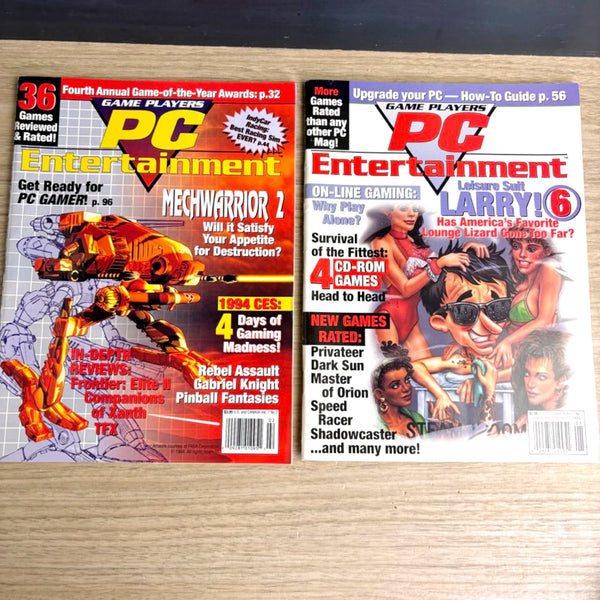 36
Games
Reviewed
& Rated!
Fourth Annual Game-of-the-Year Awards: p.32
GAME PLAYERS
PC
Entertainment
IndyCar
Racing:
Best Racing Sim
EVER? p.44
Get Ready for
PC GAMER! p. 96
MECHWARRIOR 2
Will it Satisfy
Your Appetite
for Destruction?
1994 CES:
4 Days of
Gaming
Madness!
IN-DEPTH
REVIEWS:
Frontier: Elite II
Companions
of Xanth
TFX
Rebel Assault
Gabriel Knight
Pinball Fantasies
More
Games
Rated
than any
other PC
Mag!
Upgrade your PC — How-To Guide p. 56
GAME PLAYERS
PC
Entertainment
ON-LINE GAMING:
Why Play
Alone?
Leisure Suit
LARRY! 6
Has America's Favorite
Lounge Lizard Gone Too Far?
Survival
of the Fittest:
4 CD-ROM
GAMES
Head to Head
NEW GAMES
RATED:
Privateer
Dark Sun
Master
of Orion
Speed
Racer
Shadowcaster
...and many more!